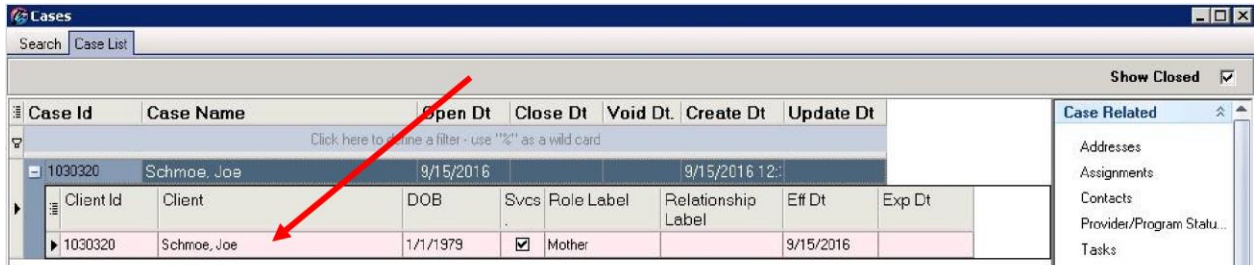 Cases
Search Case List
Show Closed
Case Id Case Name Open Dt Close Dt Void Dt. Create Dt Update Dt
Click here to define a filter - use "%" as a wild card
1030320 Schmoe, Joe 9/15/2016 9/15/2016 12:
Client Id Client DOB Svcs Role Label Relationship Eff Dt Exp Dt
. Label
1030320 Schmoe, Joe 1/1/1979 Mother 9/15/2016
Case Related
Addresses
Assignments
Contacts
Provider/Program Statu...
Tasks